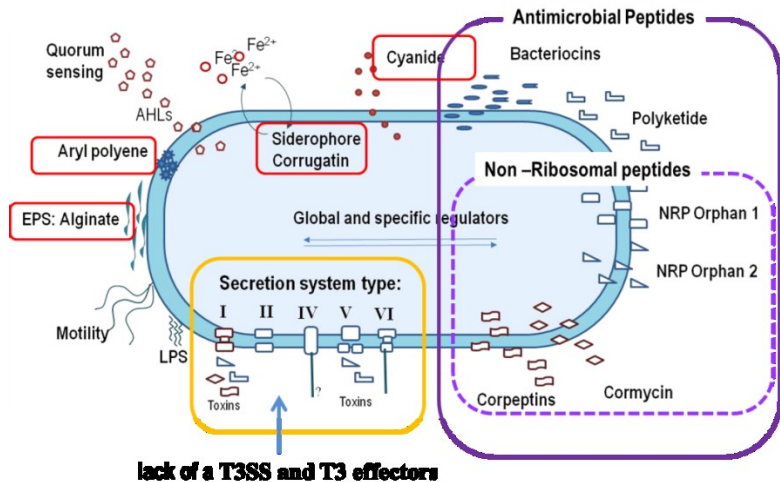 Antimicrobial Peptides
Quorum
sensing
Fe2+
Fe2+
Fe2+
AHLs
Cyanide
Bacteriocins
Polyketide
Aryl polyene
Siderophore
Corrugatin
Non –Ribosomal peptides
EPS: Alginate
Global and specific regulators
NRP Orphan 1
NRP Orphan 2
Secretion system type:
I II IV V VI
Motility
LPS
?
Toxins
Toxins
Corpeptins
Cormycin
lack of a T3SS and T3 effectors